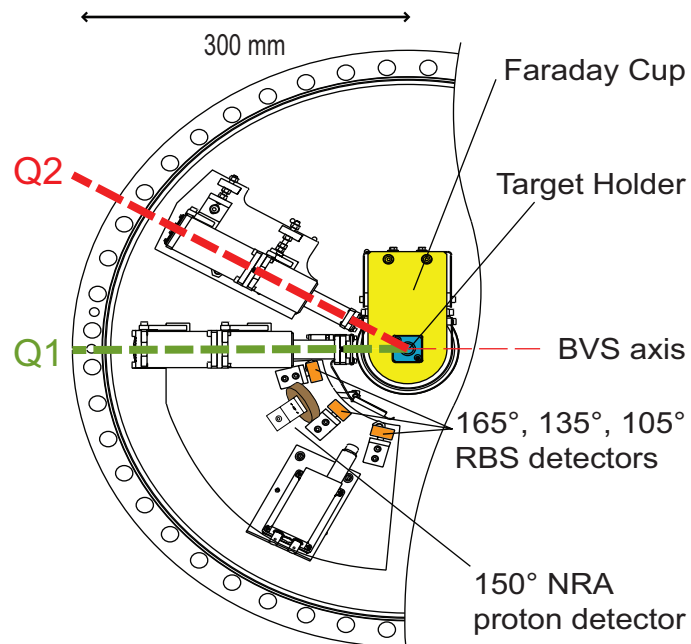 300 mm
Faraday Cup
Q2
Target Holder
Q1
BVS axis
165°, 135°, 105°
RBS detectors
150° NRA
proton detector